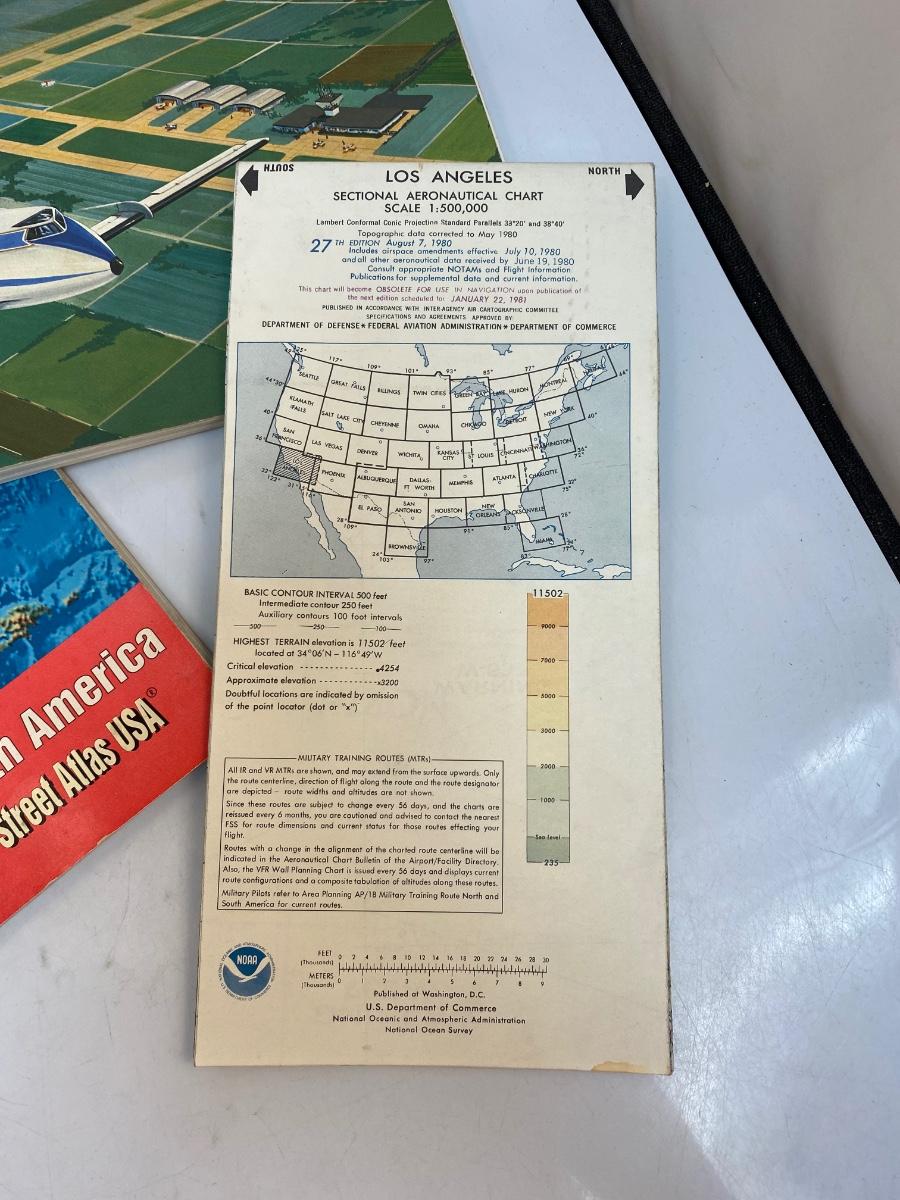 SOUTH
NORTH
LOS ANGELES
SECTIONAL AERONAUTICAL CHART
SCALE 1:500,000
Lambert Conformal Conic Projection Standard Parallels 33°20' and 38°40'
Topographic data corrected to May 1980
27TH EDITION August 7, 1980
Includes airspace amendments effective July 10, 1980
and all other aeronautical data received by June 19, 1980
Consult appropriate NOTAMs and Flight Information
Publications for supplemental data and current information.
This chart will become OBSOLETE FOR USE IN NAVIGATION upon publication of
the next edition scheduled for JANUARY 22, 1981
PUBLISHED IN ACCORDANCE WITH INTER-AGENCY AIR CARTOGRAPHIC COMMITTEE
SPECIFICATIONS AND AGREEMENTS APPROVED BY:
DEPARTMENT OF DEFENSE * FEDERAL AVIATION ADMINISTRATION * DEPARTMENT OF COMMERCE
117° 109° 101° 93° 85° 77°
SEATTLE GREAT FALLS BILLINGS TWIN CITIES GREEN BAY LAKE HURON MONTREAL
KLAMATH FALLS SALT LAKE CITY CHEYENNE OMAHA CHICAGO DETROIT NEW YORK
SAN FRANCISCO LAS VEGAS DENVER WICHITA KANSAS CITY ST LOUIS CINCINNATI WASHINGTON
PHOENIX ALBUQUERQUE DALLAS-FT WORTH MEMPHIS ATLANTA CHARLOTTE
EL PASO SAN ANTONIO HOUSTON NEW ORLEANS JACKSONVILLE
BROWNSVILLE MIAMI
BASIC CONTOUR INTERVAL 500 feet
Intermediate contour 250 feet
Auxiliary contours 100 foot intervals
500 250 100
HIGHEST TERRAIN elevation is 11502 feet
located at 34°06'N – 116°49'W
Critical elevation - - - - - - - - - - - - - - - .4254
Approximate elevation - - - - - - - - - - - x3200
Doubtful locations are indicated by omission
of the point locator (dot or "x")
11502
9000
7000
5000
3000
2000
1000
Sea level
235
MILITARY TRAINING ROUTES (MTRs)
All IR and VR MTRs are shown, and may extend from the surface upwards. Only
the route centerline, direction of flight along the route and the route designator
are depicted – route widths and altitudes are not shown.
Since these routes are subject to change every 56 days, and the charts are
reissued every 6 months, you are cautioned and advised to contact the nearest
FSS for route dimensions and current status for those routes effecting your
flight.
Routes with a change in the alignment of the charted route centerline will be
indicated in the Aeronautical Chart Bulletin of the Airport/Facility Directory.
Also, the VFR Wall Planning Chart is issued every 56 days and displays current
route configurations and a composite tabulation of altitudes along these routes.
Military Pilots refer to Area Planning AP/1B Military Training Route North and
South America for current routes.
NOAA
FEET
(Thousands)
0 2 4 6 8 10 12 14 16 18 20 22 24 26 28 30
METERS
(Thousands)
0 1 2 3 4 5 6 7 8 9
Published at Washington, D.C.
U.S. Department of Commerce
National Oceanic and Atmospheric Administration
National Ocean Survey
America
Street Atlas USA®